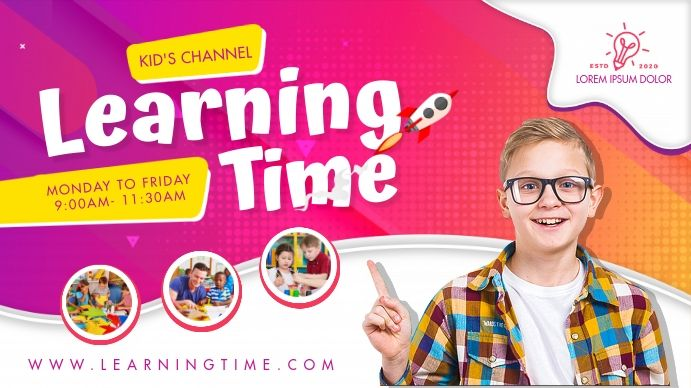 KID'S CHANNEL
Learning
Time
MONDAY TO FRIDAY
9:00AM- 11:30AM
ESTD 2020
LOREM IPSUM DOLOR
WWW.LEARNINGTIME.COM